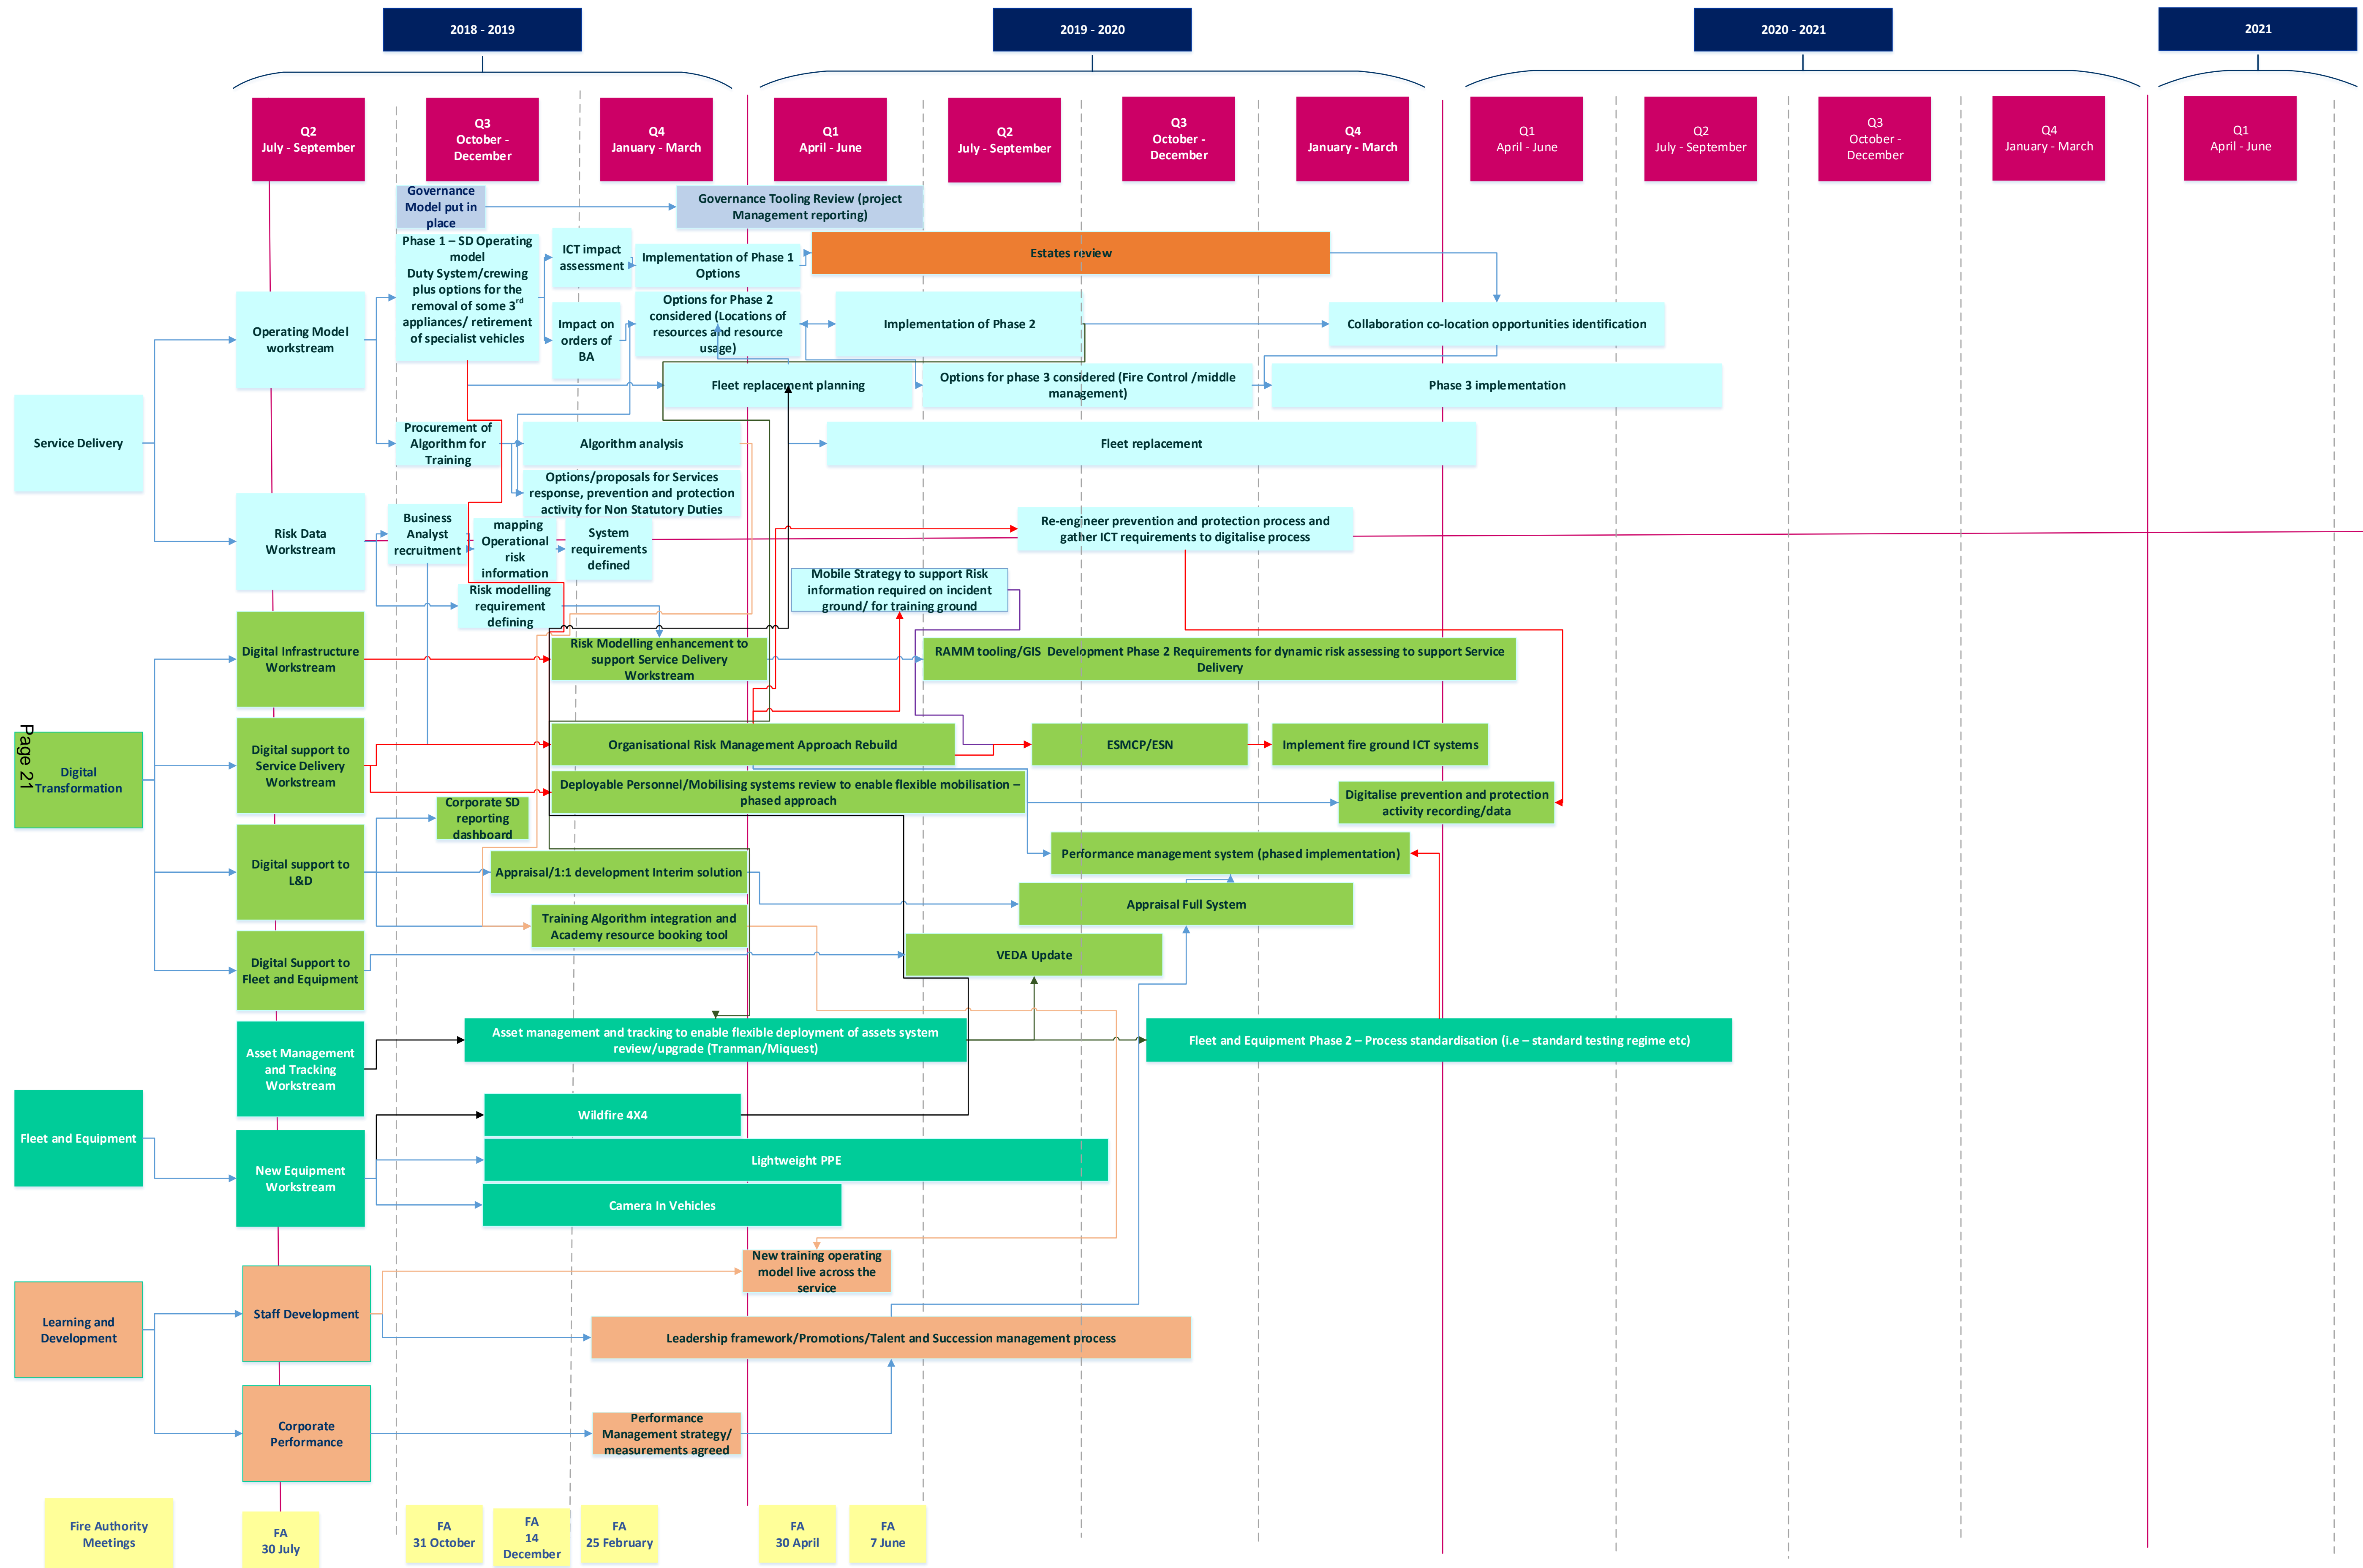 2018 - 2019
2019 - 2020
2020 - 2021
2021
Q2
July - September
Q3
October -
December
Q4
January - March
Q1
April - June
Q2
July - September
Q3
October -
December
Q4
January - March
Q1
April - June
Q2
July - September
Q3
October -
December
Q4
January - March
Q1
April - June
Governance
Model put in
place
Governance Tooling Review (project
Management reporting)
Phase 1 – SD Operating
model
Duty System/crewing
plus options for the
removal of some 3rd
appliances/ retirement
of specialist vehicles
ICT impact
assessment
Implementation of Phase 1
Options
Estates review
Operating Model
workstream
Impact on
orders of
BA
Options for Phase 2
considered (Locations of
resources and resource
usage)
Implementation of Phase 2
Collaboration co-location opportunities identification
Fleet replacement planning
Options for phase 3 considered (Fire Control /middle
management)
Phase 3 implementation
Service Delivery
Procurement of
Algorithm for
Training
Algorithm analysis
Fleet replacement
Options/proposals for Services
response, prevention and protection
activity for Non Statutory Duties
Risk Data
Workstream
Business
Analyst
recruitment
mapping
Operational
risk
information
System
requirements
defined
Re-engineer prevention and protection process and
gather ICT requirements to digitalise process
Risk modelling
requirement
defining
Mobile Strategy to support Risk
information required on incident
ground/ for training ground
Digital Infrastructure
Workstream
Risk Modelling enhancement to
support Service Delivery
Workstream
RAMM tooling/GIS  Development Phase 2 Requirements for dynamic risk assessing to support Service
Delivery
Page 21
Digital
Transformation
Digital support to
Service Delivery
Workstream
Organisational Risk Management Approach Rebuild
ESMCP/ESN
Implement fire ground ICT systems
Deployable Personnel/Mobilising systems review to enable flexible mobilisation –
phased approach
Digitalise prevention and protection
activity recording/data
Corporate SD
reporting
dashboard
Digital support to
L&D
Performance management system (phased implementation)
Appraisal/1:1 development Interim solution
Appraisal Full System
Training Algorithm integration and
Academy resource booking tool
Digital Support to
Fleet and Equipment
VEDA Update
Asset Management
and Tracking
Workstream
Asset management and tracking to enable flexible deployment of assets system
review/upgrade (Tranman/Miquest)
Fleet and Equipment Phase 2 – Process standardisation (i.e – standard testing regime etc)
Fleet and Equipment
Wildfire 4X4
New Equipment
Workstream
Lightweight PPE
Camera In Vehicles
New training operating
model live across the
service
Learning and
Development
Staff Development
Leadership framework/Promotions/Talent and Succession management process
Corporate
Performance
Performance
Management strategy/
measurements agreed
Fire Authority
Meetings
FA
30 July
FA
31 October
FA
14
December
FA
25 February
FA
30 April
FA
7 June